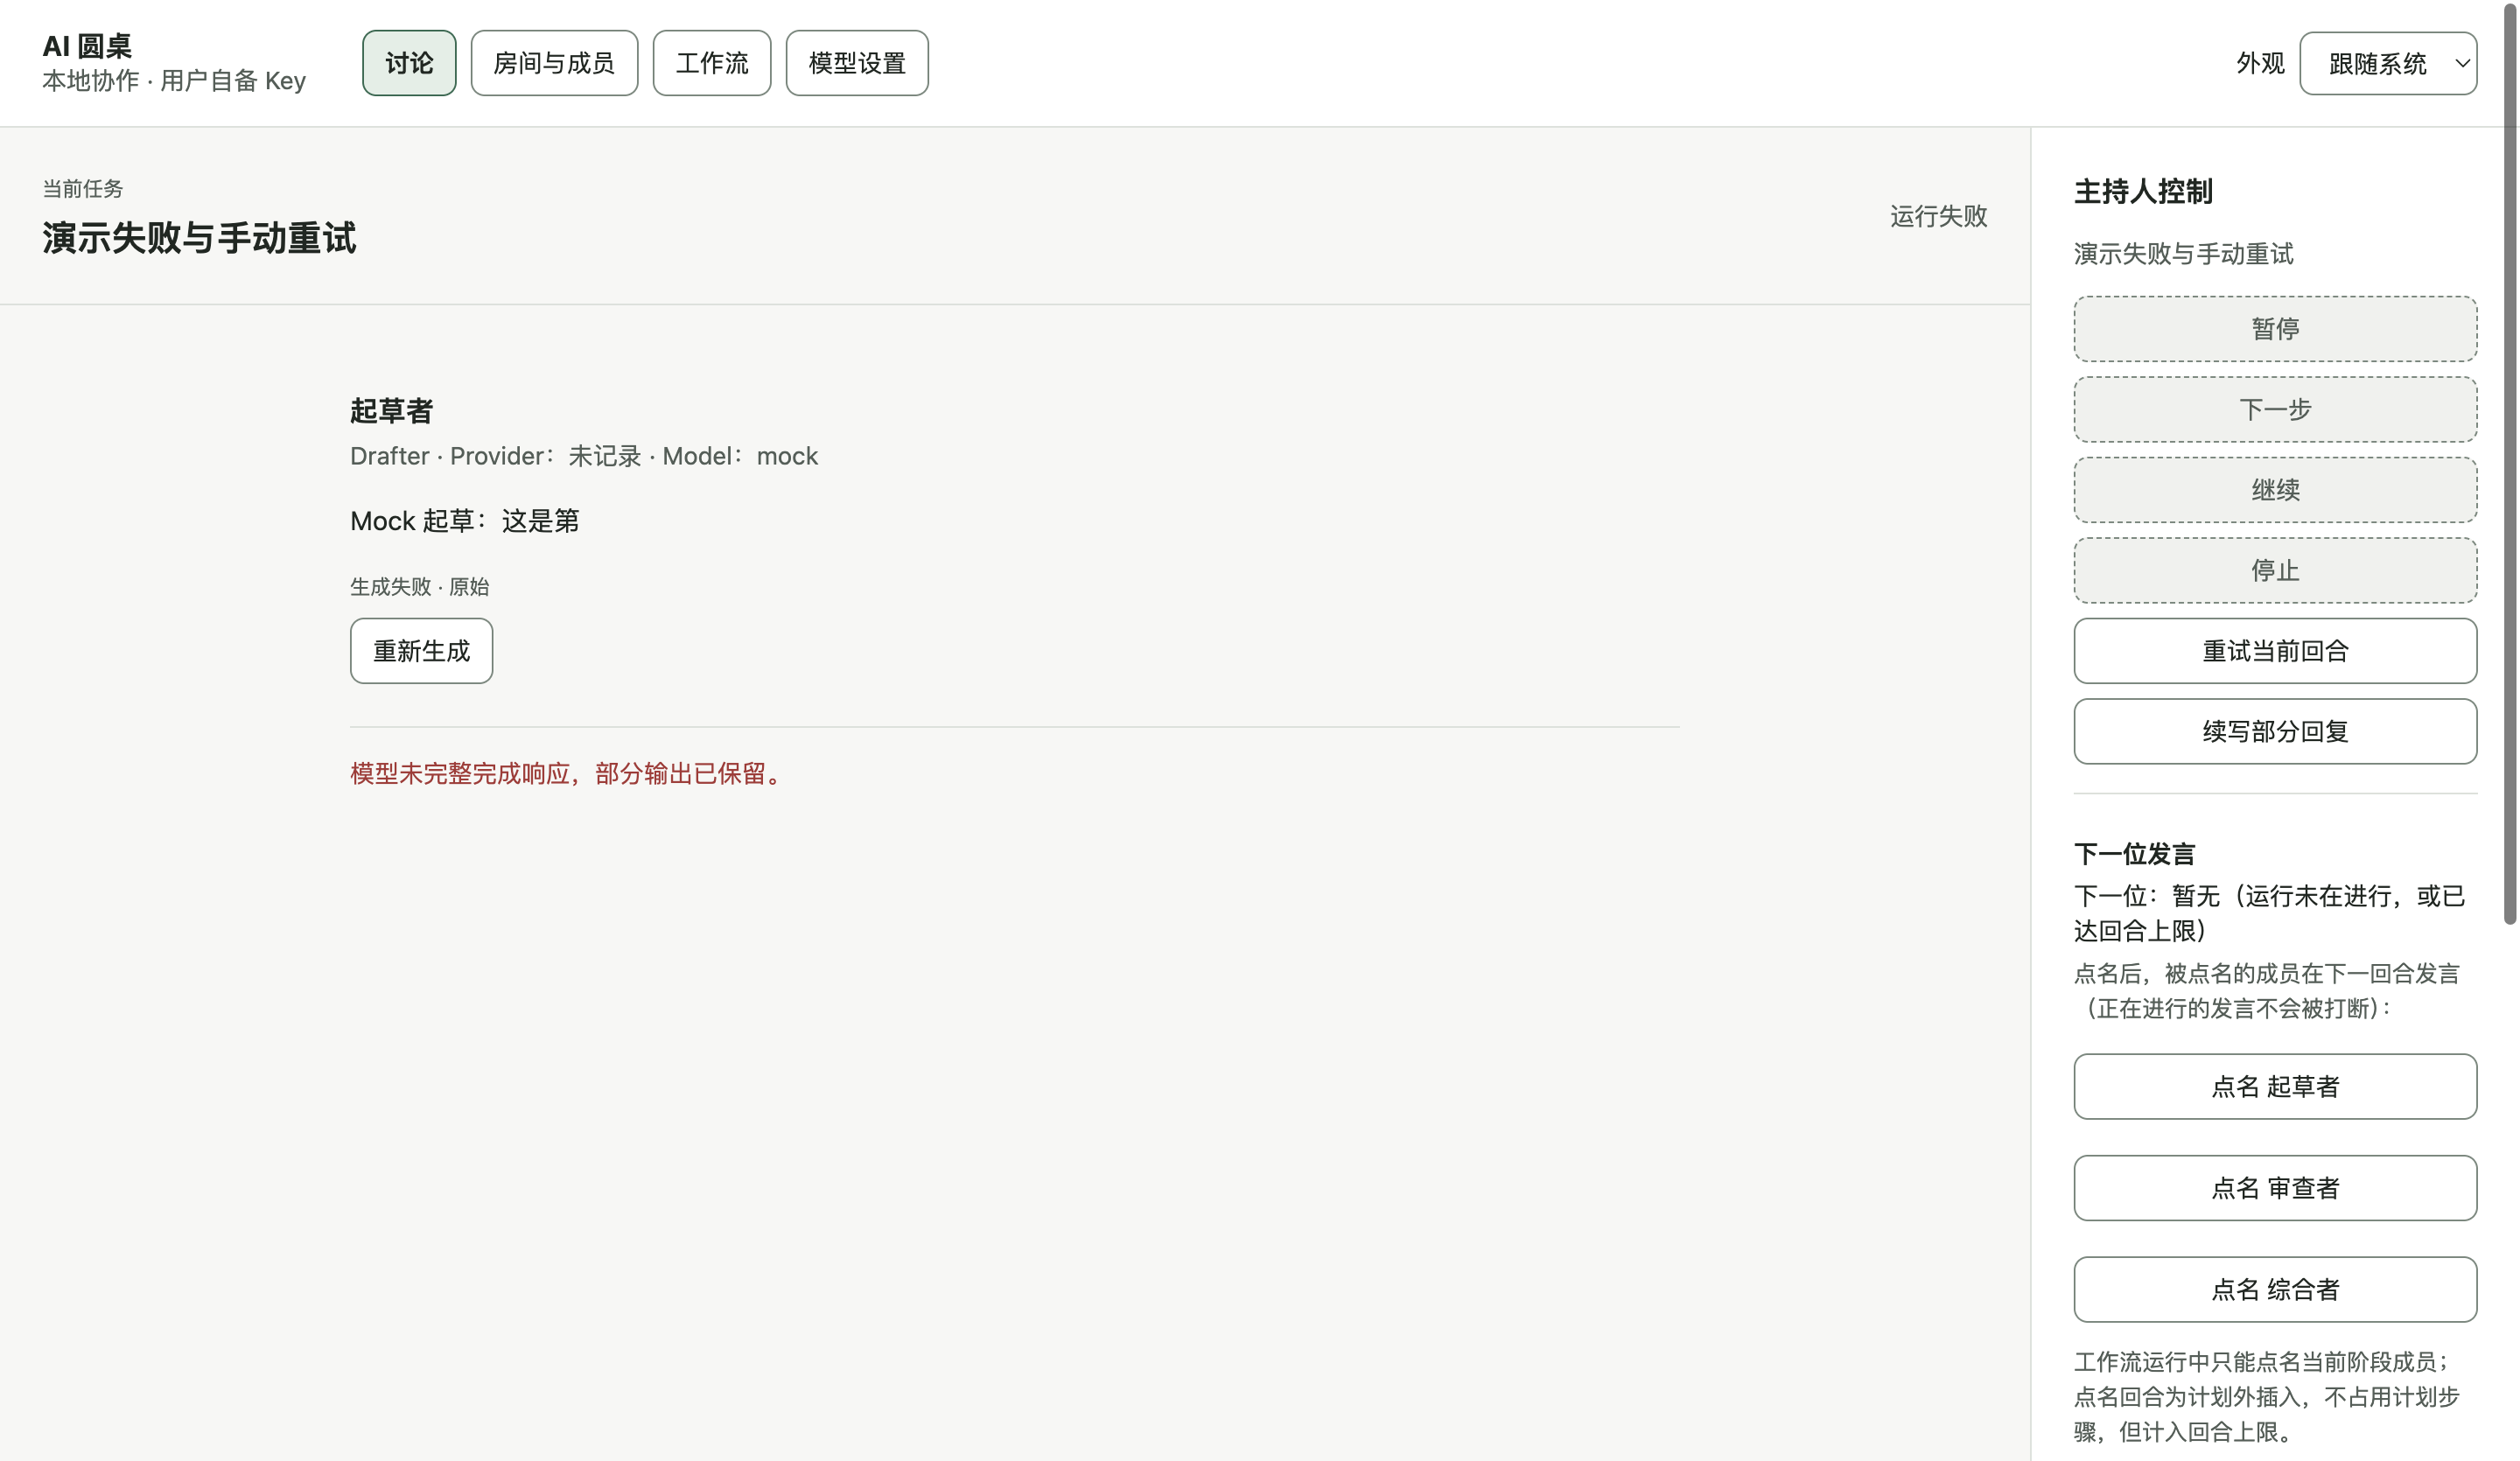 AI 圆桌
本地协作 · 用户自备 Key
讨论
房间与成员
工作流
模型设置
外观
跟随系统
当前任务
演示失败与手动重试
运行失败
起草者
Drafter · Provider：未记录 · Model：mock
Mock 起草：这是第
生成失败 · 原始
重新生成
模型未完整完成响应，部分输出已保留。
主持人控制
演示失败与手动重试
暂停
下一步
继续
停止
重试当前回合
续写部分回复
下一位发言
下一位：暂无（运行未在进行，或已
达回合上限）
点名后，被点名的成员在下一回合发言
（正在进行的发言不会被打断）：
点名 起草者
点名 审查者
点名 综合者
工作流运行中只能点名当前阶段成员；
点名回合为计划外插入，不占用计划步
骤，但计入回合上限。